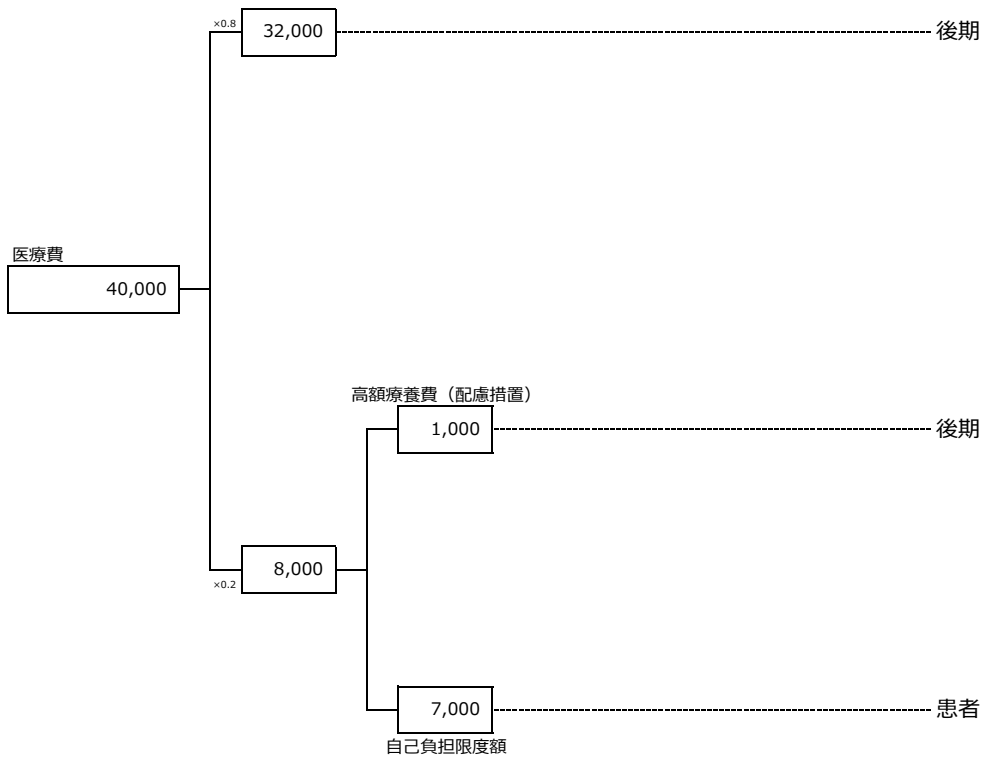 ×0.8
32,000
後期
医療費
40,000
高額療養費（配慮措置）
1,000
後期
8,000
×0.2
7,000
患者
自己負担限度額